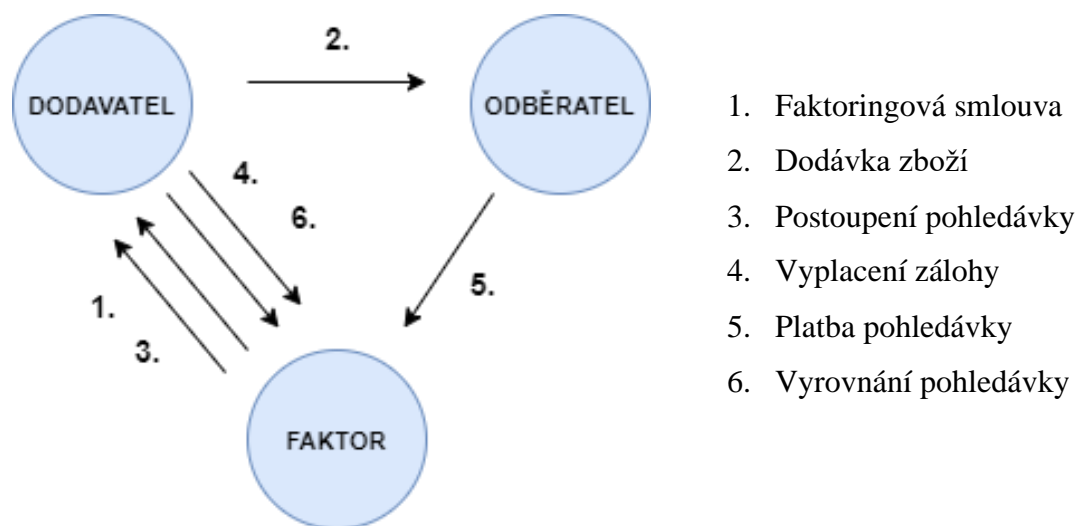 2.
DODAVATEL
ODBĚRATEL
4.
6.
5.
1.
3.
FAKTOR
1. Faktoringová smlouva
2. Dodávka zboží
3. Postoupení pohledávky
4. Vyplacení zálohy
5. Platba pohledávky
6. Vyrovnání pohledávky